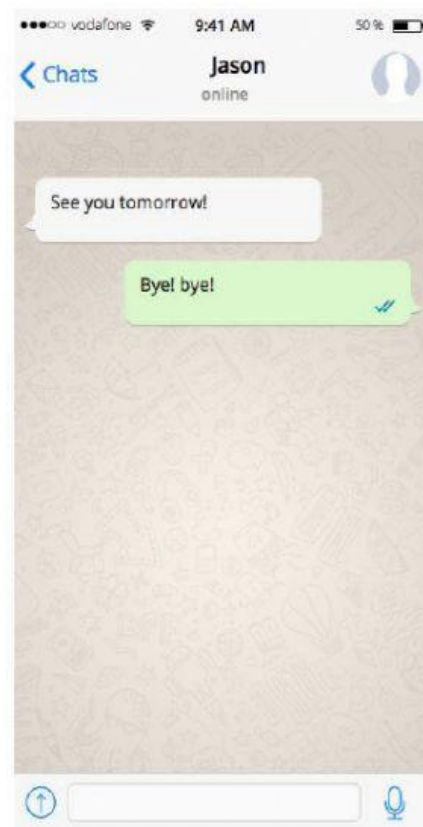 vodafone 9:41 AM 50 %
Chats Jason
online
See you tomorrow!
Bye! bye!